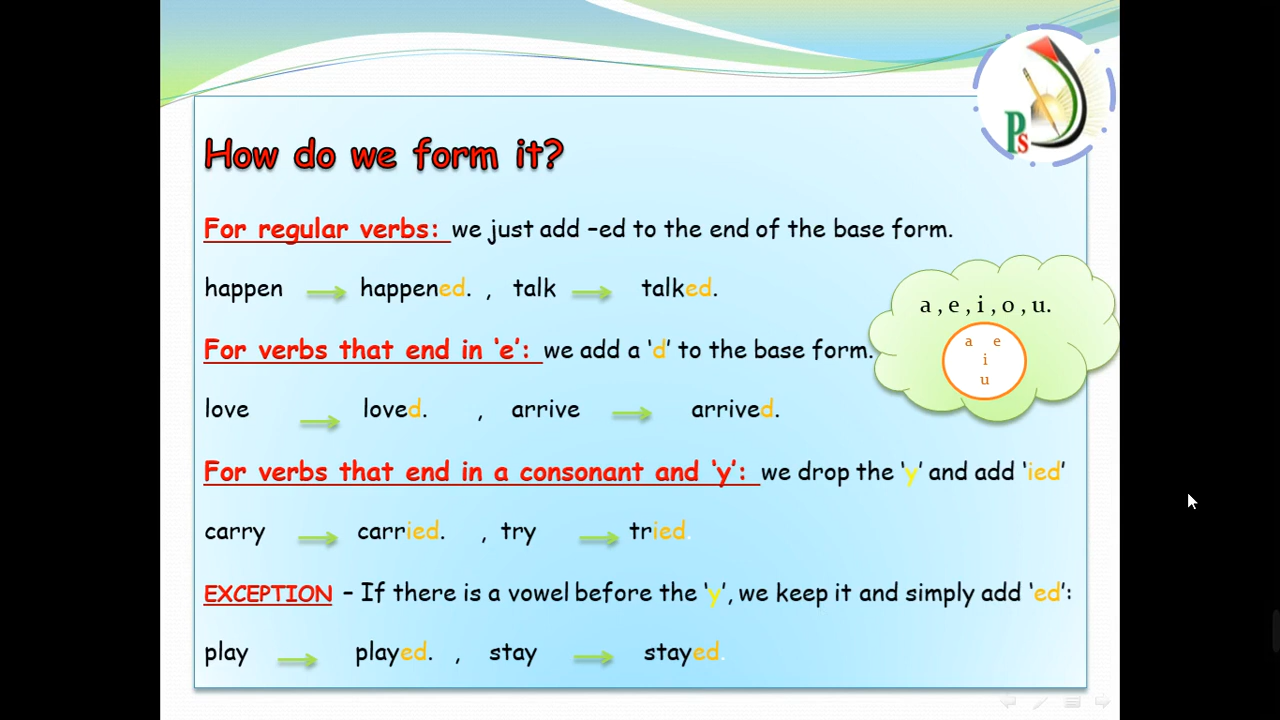 How do we form it?
For regular verbs: we just add –ed to the end of the base form.
happen happened. , talk talked.
a , e , i , o , u.
a e
i
u
For verbs that end in ‘e’: we add a ‘d’ to the base form.
love loved. , arrive arrived.
For verbs that end in a consonant and ‘y’: we drop the ‘y’ and add ‘ied’
carry carried. , try tried.
EXCEPTION – If there is a vowel before the ‘y’, we keep it and simply add ‘ed’:
play played. , stay stayed.
Ps